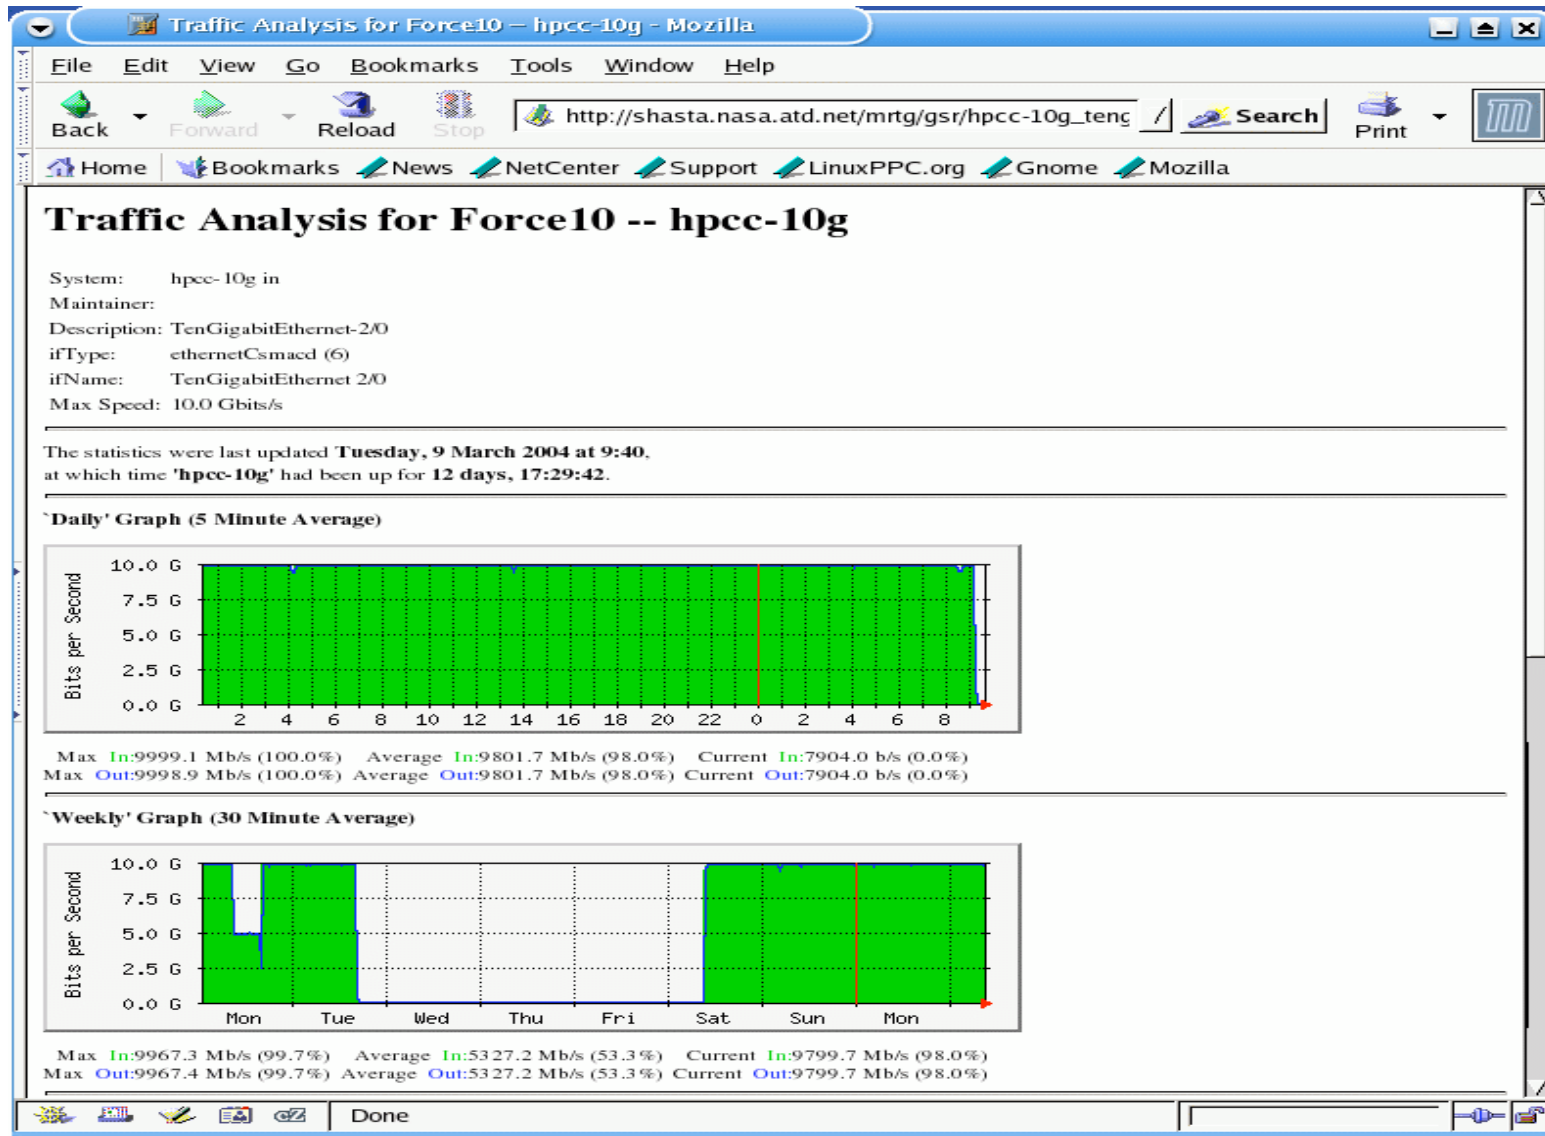 Traffic Analysis for Force10 -- hpcc-10g - Mozilla
File Edit View Go Bookmarks Tools Window Help
Back Forward Reload Stop http://shasta.nasa.atd.net/mrtg/gsr/hpcc-10g_teng Search Print
Home Bookmarks News NetCenter Support LinuxPPC.org Gnome Mozilla
Traffic Analysis for Force10 -- hpcc-10g
System: hpcc-10g in
Maintainer:
Description: TenGigabitEthernet-2/0
ifType: ethernetCsmacd (6)
ifName: TenGigabitEthernet 2/0
Max Speed: 10.0 Gbits/s
The statistics were last updated Tuesday, 9 March 2004 at 9:40,
at which time 'hpcc-10g' had been up for 12 days, 17:29:42.
`Daily' Graph (5 Minute Average)
Bits per Second
10.0 G
7.5 G
5.0 G
2.5 G
0.0 G
2 4 6 8 10 12 14 16 18 20 22 0 2 4 6 8
Max In:9999.1 Mb/s (100.0%) Average In:9801.7 Mb/s (98.0%) Current In:7904.0 b/s (0.0%)
Max Out:9998.9 Mb/s (100.0%) Average Out:9801.7 Mb/s (98.0%) Current Out:7904.0 b/s (0.0%)
`Weekly' Graph (30 Minute Average)
Bits per Second
10.0 G
7.5 G
5.0 G
2.5 G
0.0 G
Mon Tue Wed Thu Fri Sat Sun Mon
Max In:9967.3 Mb/s (99.7%) Average In:5327.2 Mb/s (53.3%) Current In:9799.7 Mb/s (98.0%)
Max Out:9967.4 Mb/s (99.7%) Average Out:5327.2 Mb/s (53.3%) Current Out:9799.7 Mb/s (98.0%)
Done